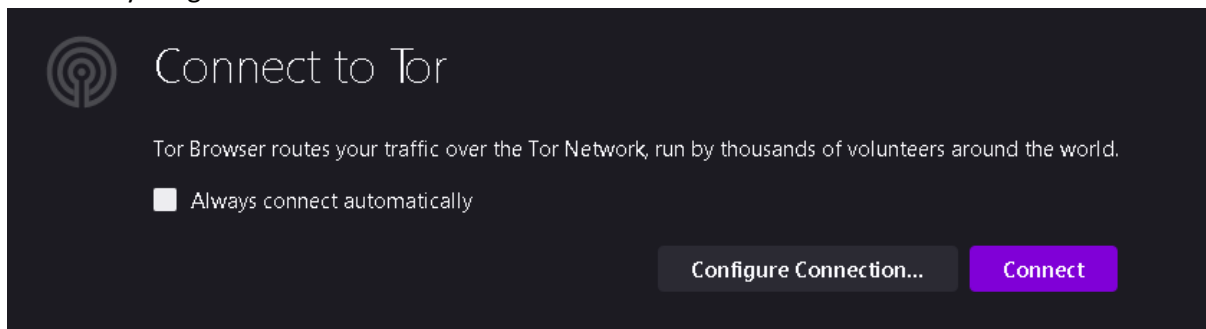 Connect to Tor
Tor Browser routes your traffic over the Tor Network, run by thousands of volunteers around the world.
Always connect automatically
Configure Connection... Connect